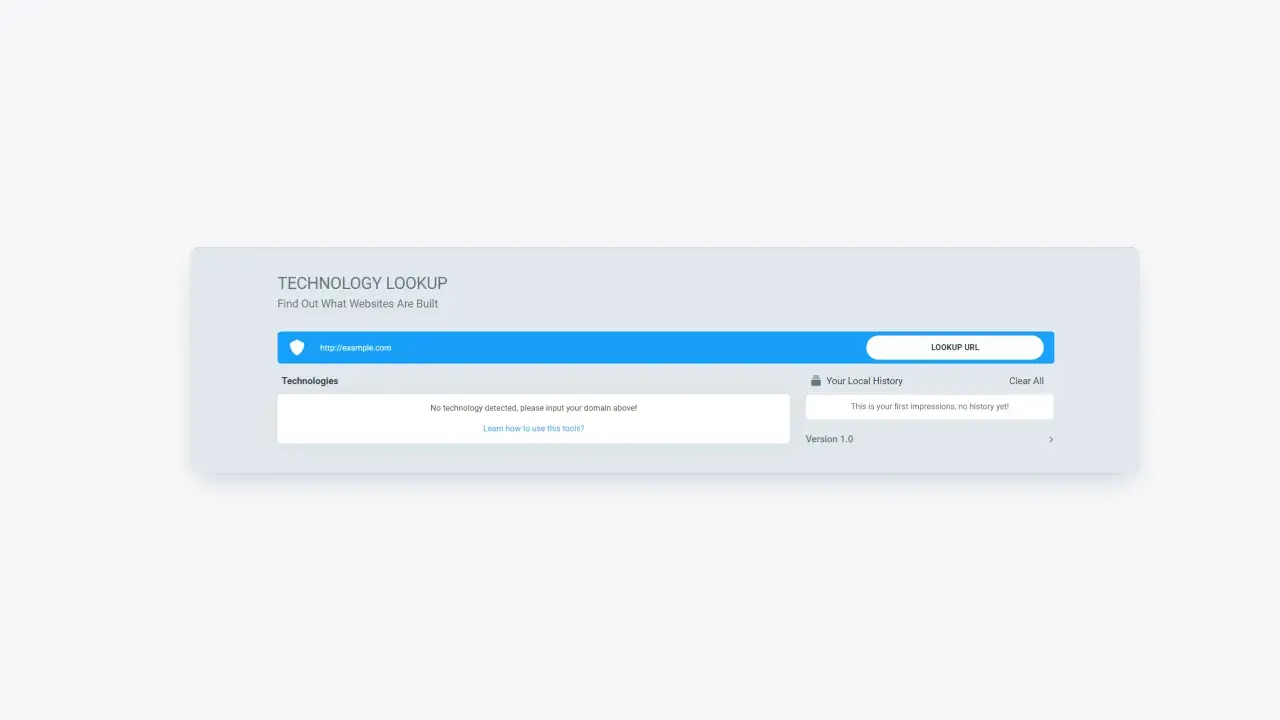 TECHNOLOGY LOOKUP
Find Out What Websites Are Built
http://example.com
LOOKUP URL
Technologies
No technology detected, please input your domain above!
Learn how to use this tools?
Your Local History
Clear All
This is your first impressions, no history yet!
Version 1.0